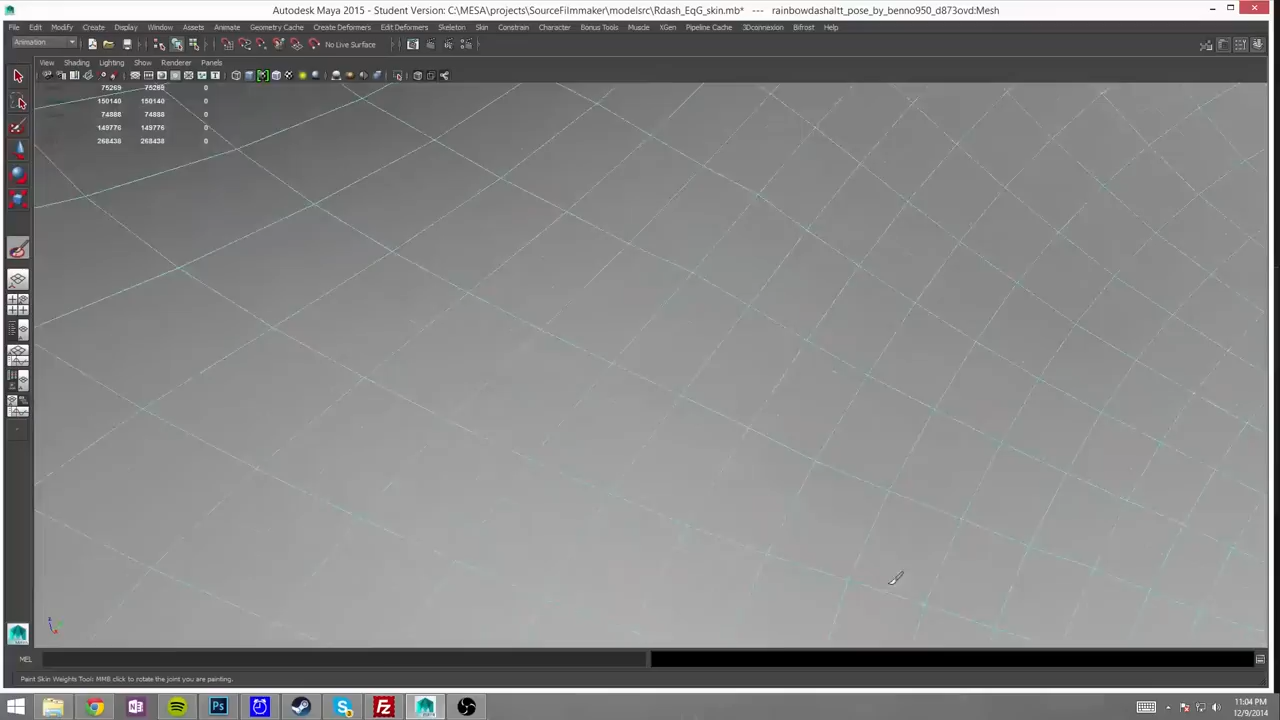 Autodesk Maya 2015 - Student Version: C:\MESA\projects\SourceFilmmaker\modelsrc\Rdash_EqG_skin.mb* --- rainbowdashaltt_pose_by_benno950_d873ovd:Mesh
File Edit Modify Create Display Assets Animate Geometry Cache Create Deformers Edit Deformers Skeleton Skin Constrain Character Bonus Tools Muscle XGen Pipeline Cache 3Dconnexion Bifrost Help
Animation
No Live Surface
View Shading Lighting Show Renderer Panels
75269 75269 0
150140 150140 0
74888 74888 0
149776 149776 0
268438 268438 0
MEL
Paint Skin Weights Tool: MMB click to rotate the joint you are painting.
11:04 PM
12/9/2014